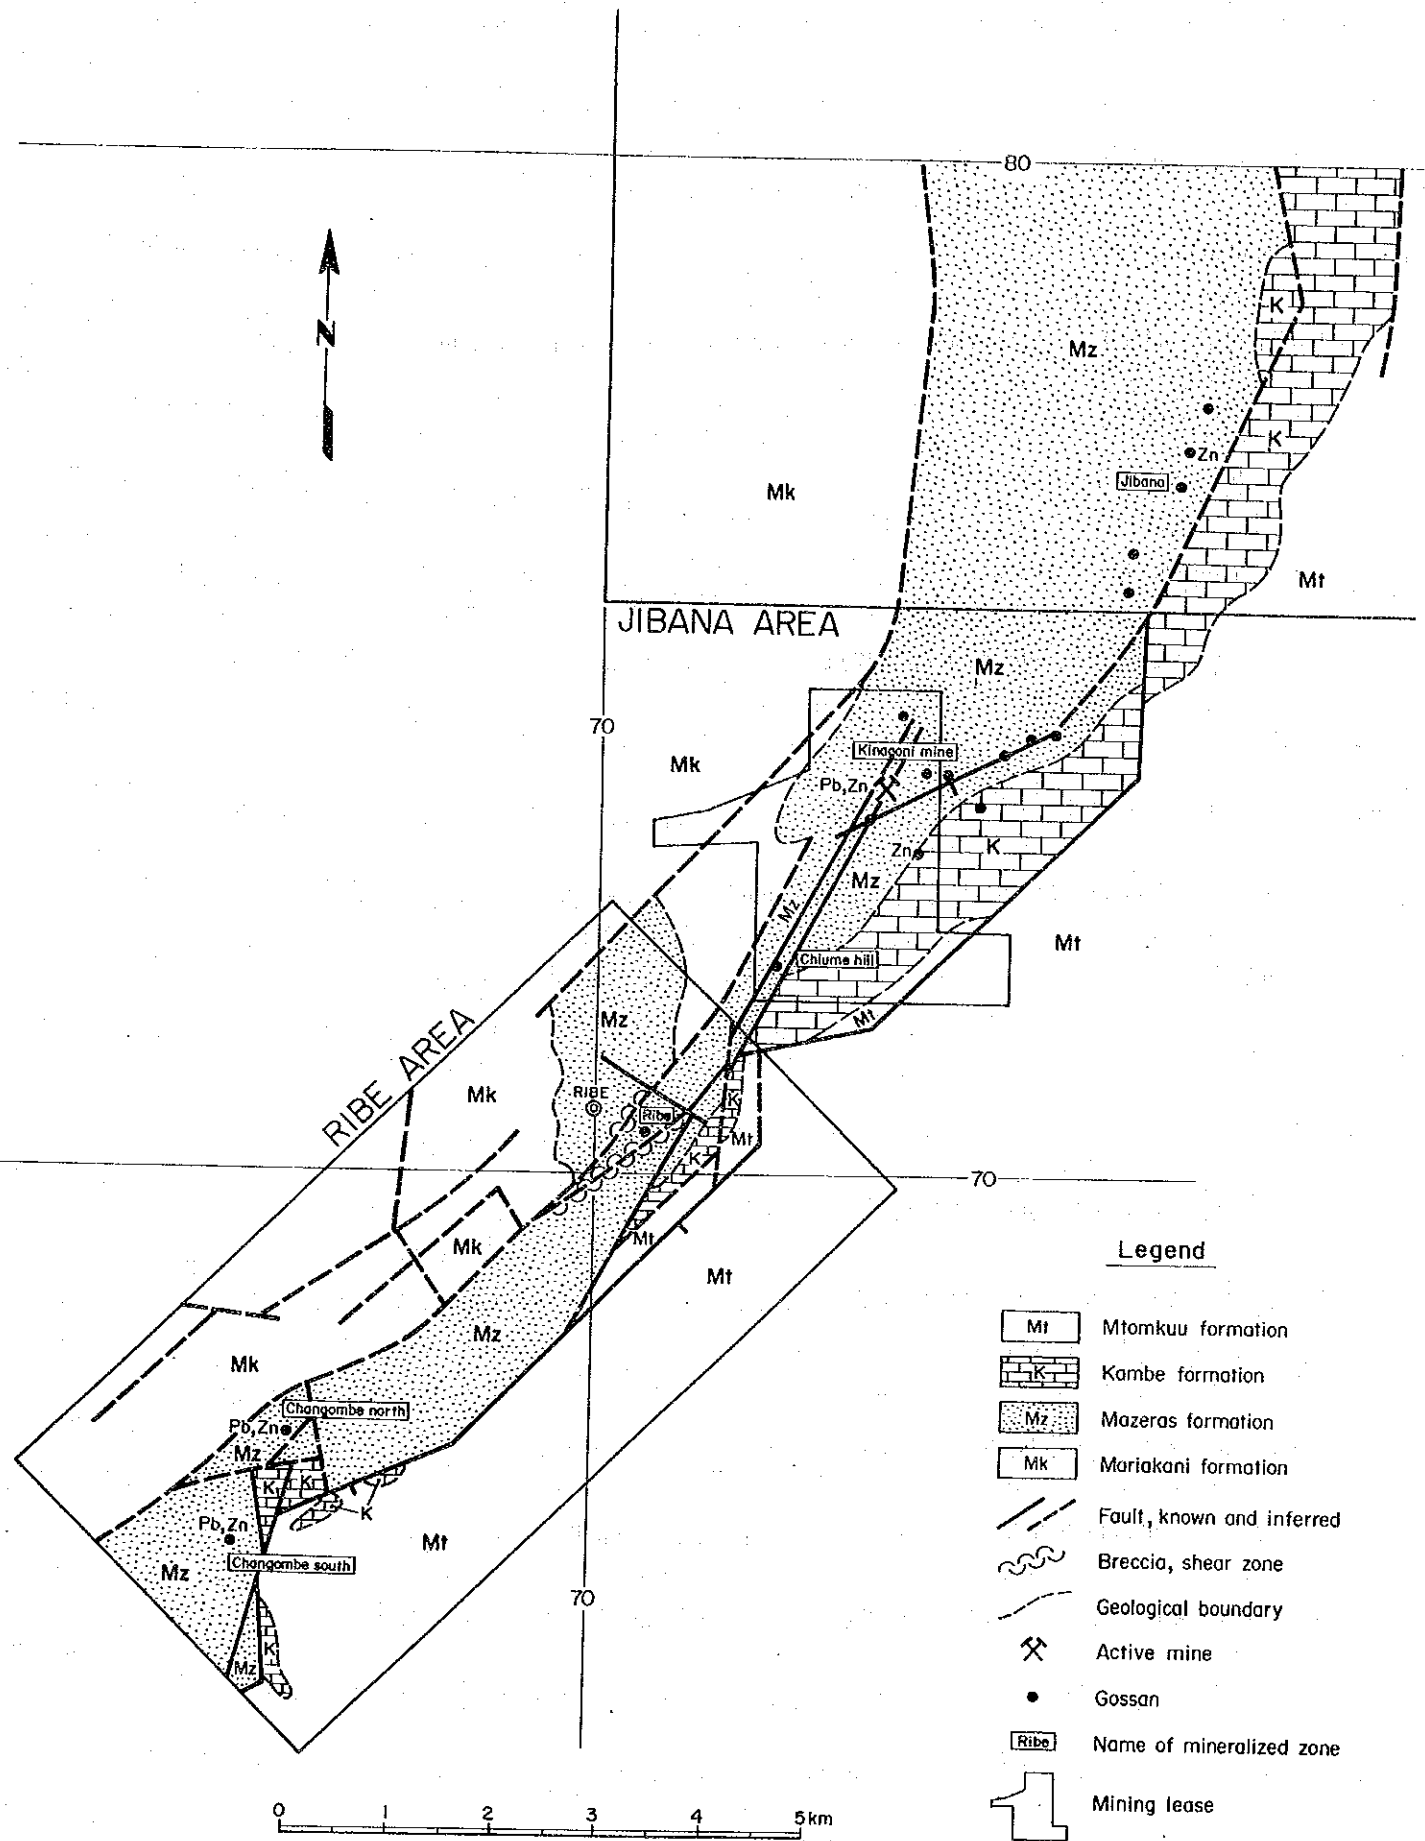 80
N
K
Mz
K
Zn
Jibana
Mk
Mt
JIBANA AREA
Mz
70
Kinagoni mine
Mk
Pb,Zn
K
Zn
Mz
Mz
Mt
Chiume hill
Mz
Mt
RIBE AREA
Mk
RIBE
K
Ribe
Mt
K
70
Mt
Mk
Mt
Mz
Mk
Changombe north
Pb,Zn
Mz
K
K
K
Pb,Zn
Mt
Changombe south
Mz
70
K
Mz
Legend
Mt Mtomkuu formation
K Kambe formation
Mz Mazeras formation
Mk Mariakani formation
Fault, known and inferred
Breccia, shear zone
Geological boundary
Active mine
Gossan
Ribe Name of mineralized zone
Mining lease
0 1 2 3 4 5 km